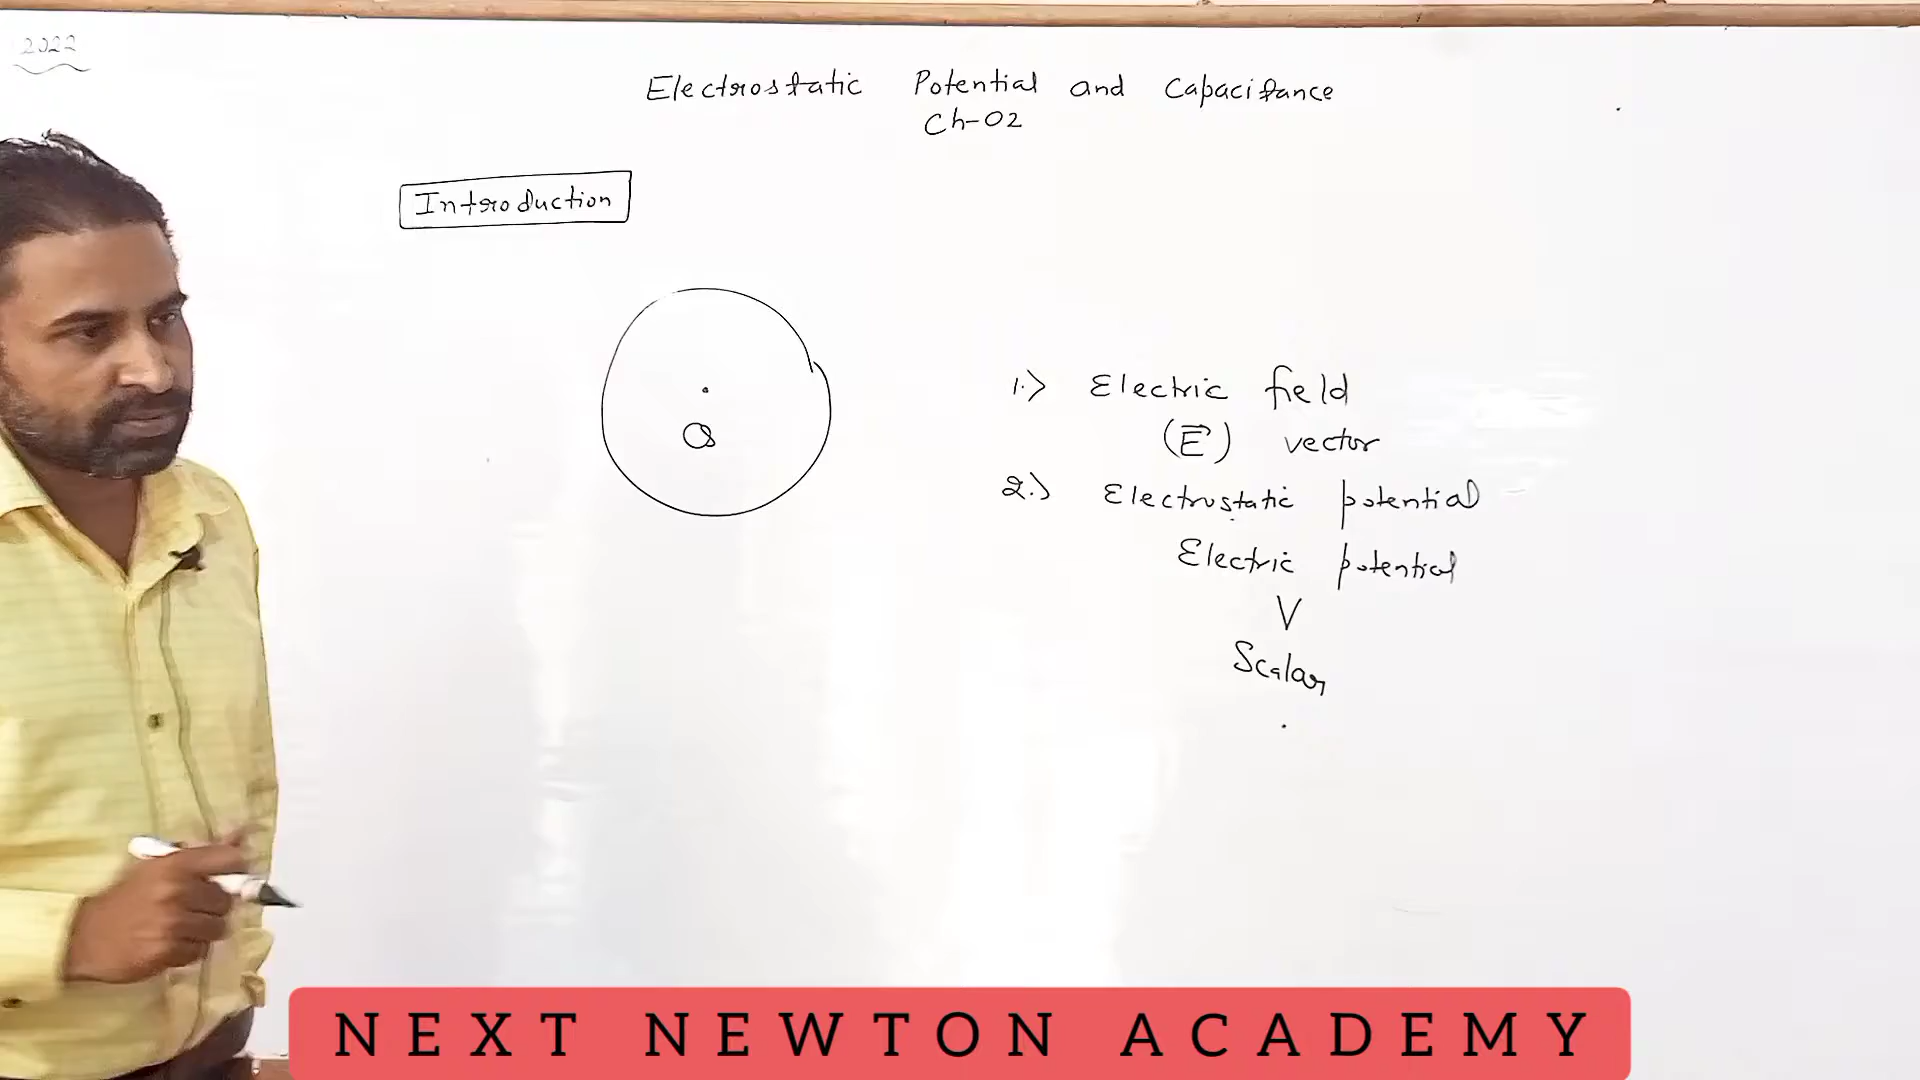 2022
Electrostatic Potential and Capacitance
Ch-02
Introduction
Q
1.) Electric field
(E⃗) vector
2.) Electrostatic potential
Electric potential
V
Scalar
NEXT NEWTON ACADEMY